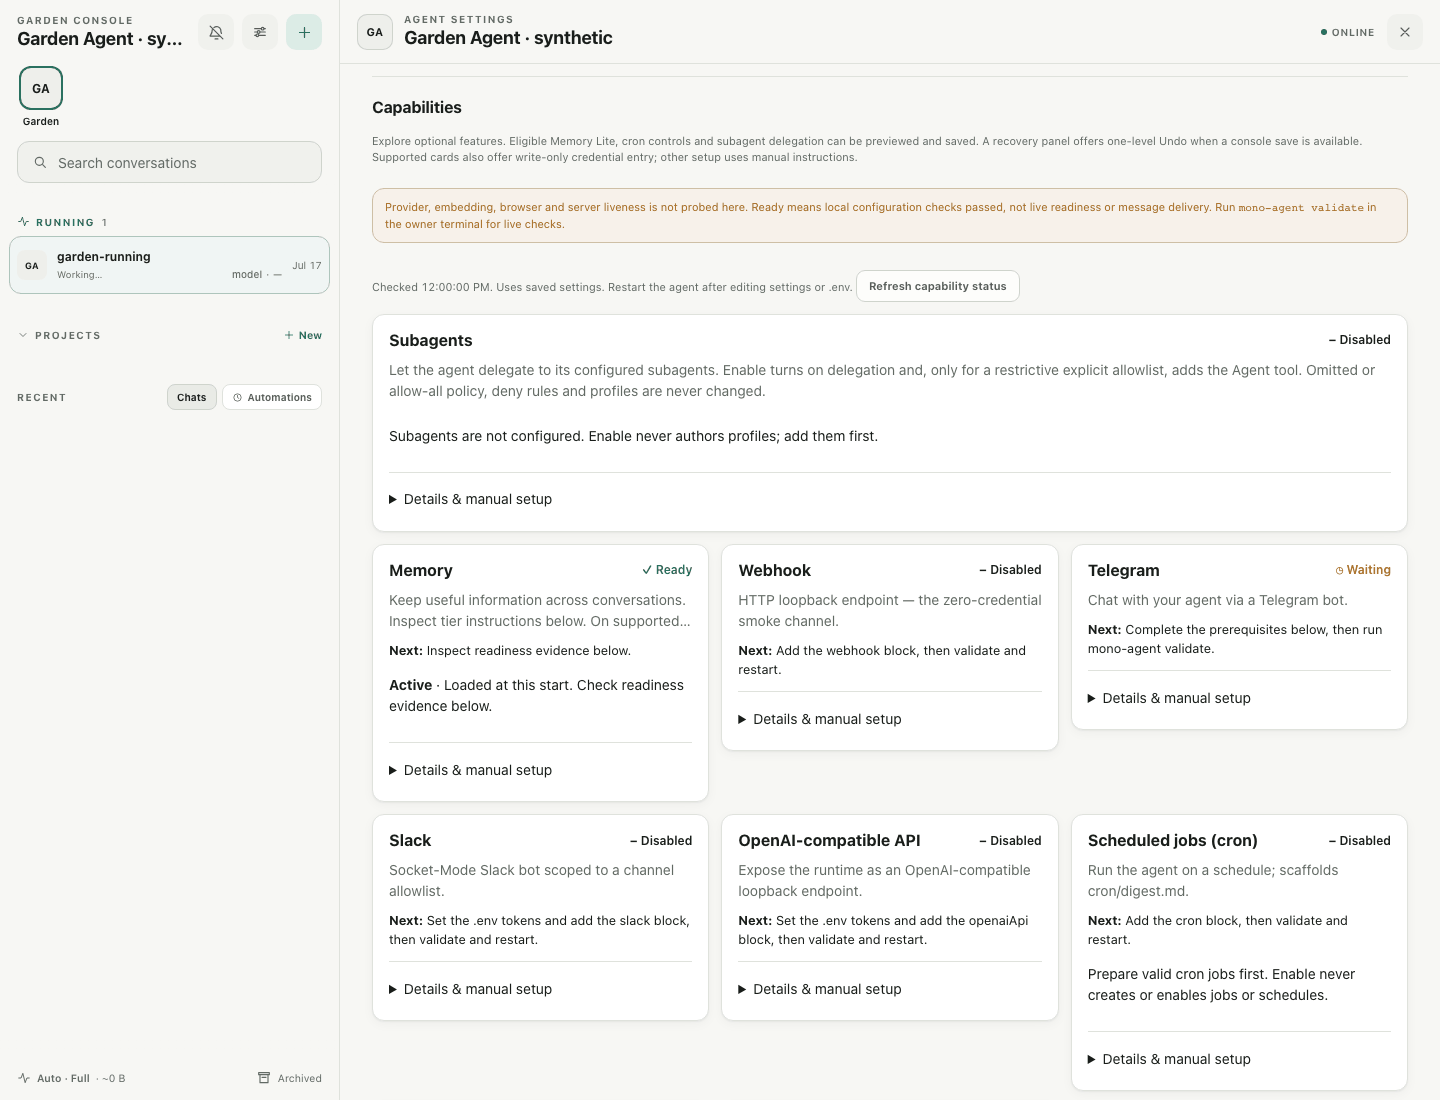 GARDEN CONSOLE
Garden Agent · sy...
GA
Garden
Search conversations
RUNNING 1
GA
garden-running
Working...
model · —
Jul 17
PROJECTS
New
RECENT
Chats
Automations
Auto · Full · ~0 B
Archived
GA
AGENT SETTINGS
Garden Agent · synthetic
ONLINE
Capabilities
Explore optional features. Eligible Memory Lite, cron controls and subagent delegation can be previewed and saved. A recovery panel offers one-level Undo when a console save is available.
Supported cards also offer write-only credential entry; other setup uses manual instructions.
Provider, embedding, browser and server liveness is not probed here. Ready means local configuration checks passed, not live readiness or message delivery. Run mono-agent validate in
the owner terminal for live checks.
Checked 12:00:00 PM. Uses saved settings. Restart the agent after editing settings or .env.
Refresh capability status
Subagents
– Disabled
Let the agent delegate to its configured subagents. Enable turns on delegation and, only for a restrictive explicit allowlist, adds the Agent tool. Omitted or
allow-all policy, deny rules and profiles are never changed.
Subagents are not configured. Enable never authors profiles; add them first.
Details & manual setup
Memory
✓ Ready
Keep useful information across conversations.
Inspect tier instructions below. On supported...
Next: Inspect readiness evidence below.
Active · Loaded at this start. Check readiness
evidence below.
Details & manual setup
Webhook
– Disabled
HTTP loopback endpoint — the zero-credential
smoke channel.
Next: Add the webhook block, then validate and
restart.
Details & manual setup
Telegram
Waiting
Chat with your agent via a Telegram bot.
Next: Complete the prerequisites below, then run
mono-agent validate.
Details & manual setup
Slack
– Disabled
Socket-Mode Slack bot scoped to a channel
allowlist.
Next: Set the .env tokens and add the slack block,
then validate and restart.
Details & manual setup
OpenAI-compatible API
– Disabled
Expose the runtime as an OpenAI-compatible
loopback endpoint.
Next: Set the .env tokens and add the openaiApi
block, then validate and restart.
Details & manual setup
Scheduled jobs (cron)
– Disabled
Run the agent on a schedule; scaffolds
cron/digest.md.
Next: Add the cron block, then validate and
restart.
Prepare valid cron jobs first. Enable never
creates or enables jobs or schedules.
Details & manual setup